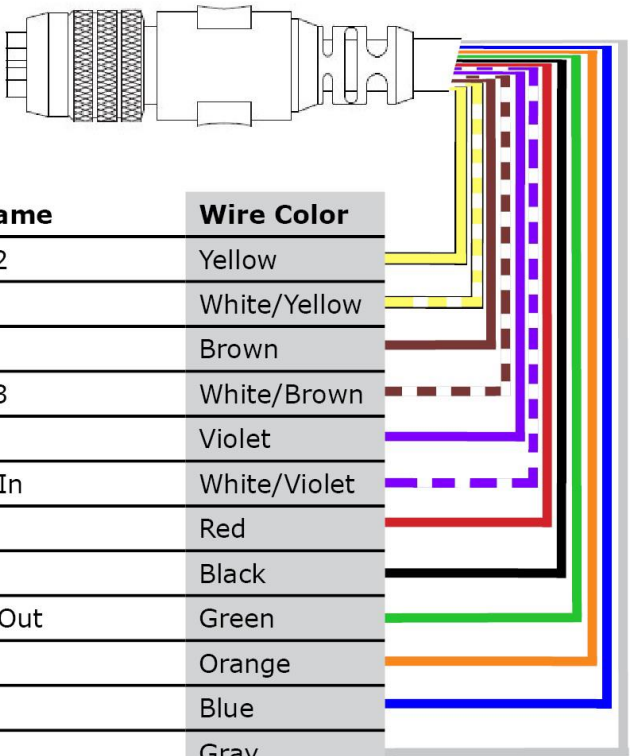 ame Wire Color
2 Yellow
White/Yellow
Brown
3 White/Brown
Violet
In White/Violet
Red
Black
Out Green
Orange
Blue
Gray